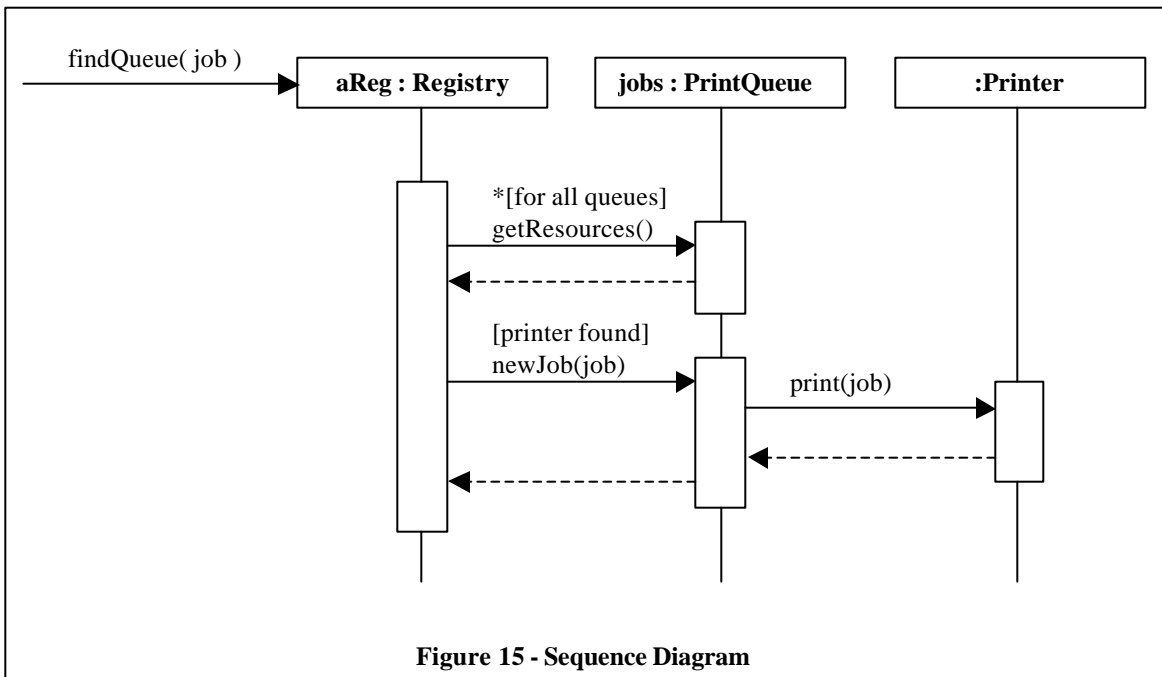 findQueue( job )
aReg : Registry
jobs : PrintQueue
:Printer
*[for all queues]
getResources()
[printer found]
newJob(job)
print(job)
Figure 15 - Sequence Diagram